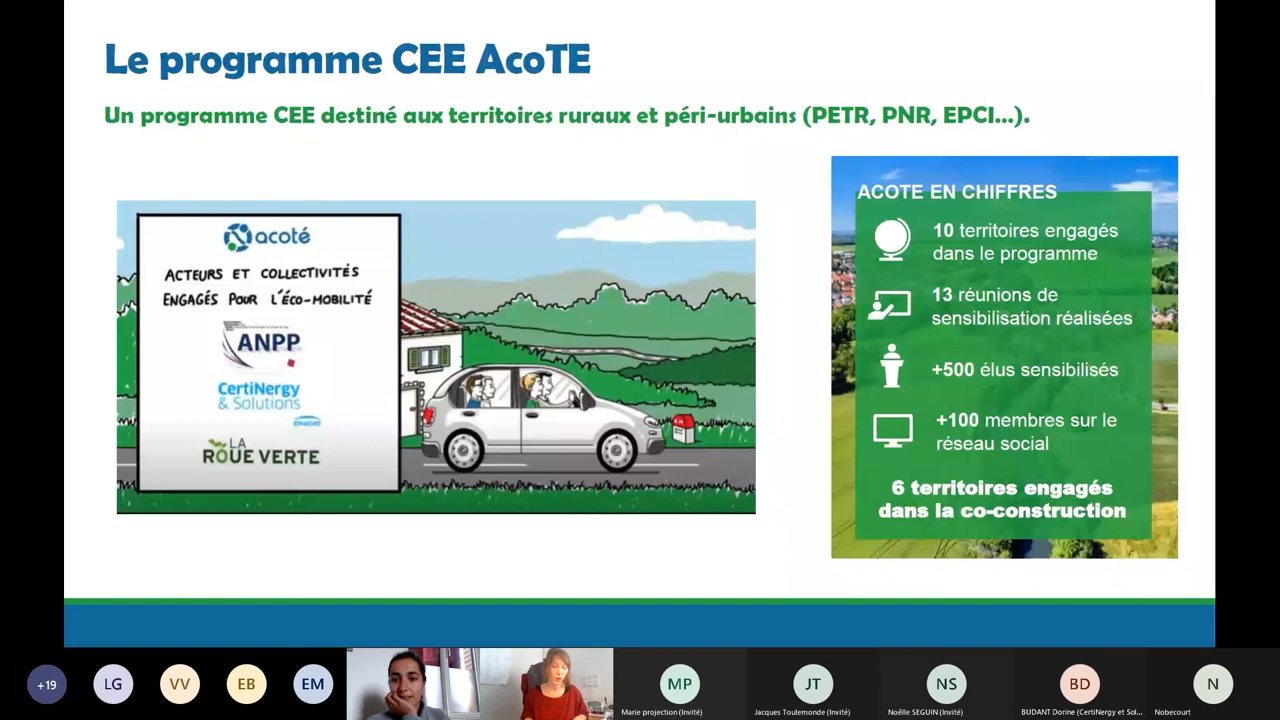 Le programme CEE AcoTE
Un programme CEE destiné aux territoires ruraux et péri-urbains (PETR, PNR, EPCI...).
acoté
ACTEURS ET COLLECTIVITÉS
ENGAGÉS POUR L'ÉCO-MOBILITÉ
ANPP
CertiNergy
& Solutions
ENGIE
LA
ROUE VERTE
ACOTE EN CHIFFRES
10 territoires engagés
dans le programme
13 réunions de
sensibilisation réalisées
+500 élus sensibilisés
+100 membres sur le
réseau social
6 territoires engagés
dans la co-construction
+19
LG
VV
EB
EM
MP
JT
NS
BD
N
Marie projection (Invité)
Jacques Toulemonde (Invité)
Noëlle SEGUIN (Invité)
BUDANT Dorine (CertiNergy et Sol...
Nobecourt